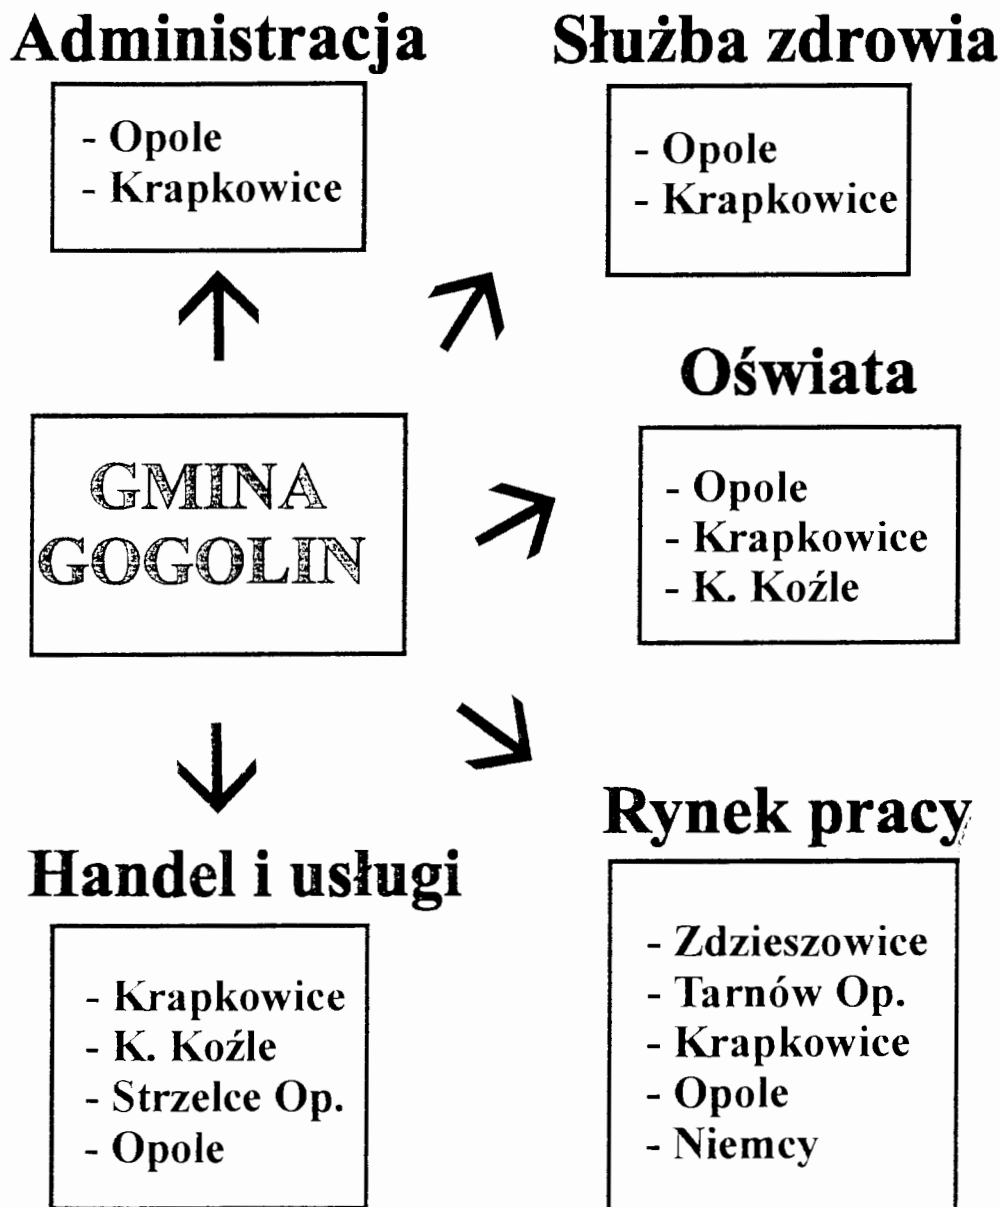 Administracja
- Opole
- Krapkowice
Służba zdrowia
- Opole
- Krapkowice
GMINA
GOGOLIN
Oświata
- Opole
- Krapkowice
- K. Koźle
Handel i usługi
- Krapkowice
- K. Koźle
- Strzelce Op.
- Opole
Rynek pracy
- Zdzieszowice
- Tarnów Op.
- Krapkowice
- Opole
- Niemcy